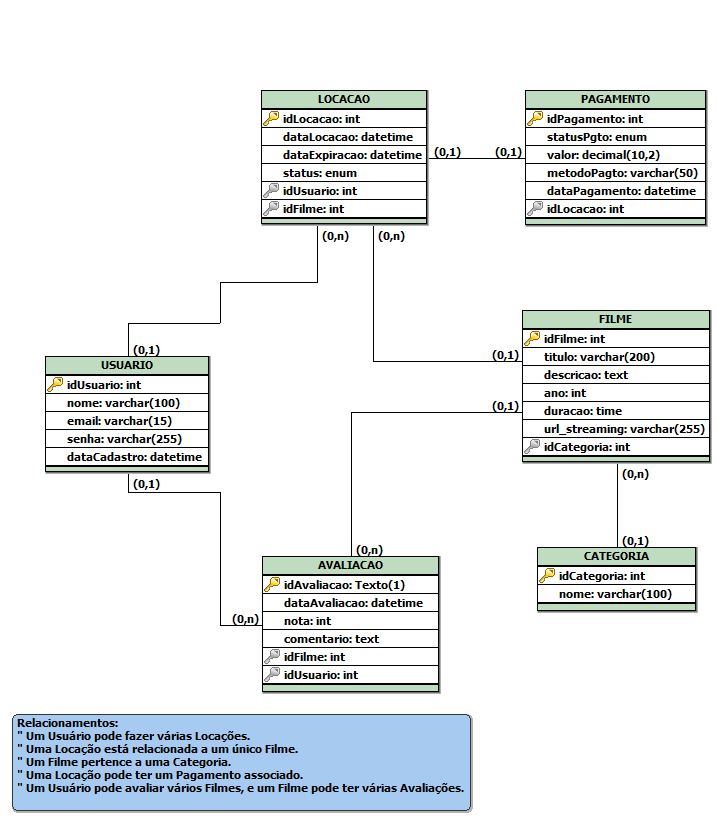 LOCACAO
idLocacao: int
dataLocacao: datetime
dataExpiracao: datetime
status: enum
idUsuario: int
idFilme: int
(0,1)
(0,1)
PAGAMENTO
idPagamento: int
statusPgto: enum
valor: decimal(10,2)
metodoPagto: varchar(50)
dataPagamento: datetime
idLocacao: int
(0,n)
(0,n)
(0,1)
USUARIO
idUsuario: int
nome: varchar(100)
email: varchar(15)
senha: varchar(255)
dataCadastro: datetime
(0,1)
(0,1)
(0,1)
FILME
idFilme: int
titulo: varchar(200)
descricao: text
ano: int
duracao: time
url_streaming: varchar(255)
idCategoria: int
(0,n)
(0,1)
CATEGORIA
idCategoria: int
nome: varchar(100)
(0,n)
(0,n)
AVALIACAO
idAvaliacao: Texto(1)
dataAvaliacao: datetime
nota: int
comentario: text
idFilme: int
idUsuario: int
Relacionamentos:
" Um Usuário pode fazer várias Locações.
" Uma Locação está relacionada a um único Filme.
" Um Filme pertence a uma Categoria.
" Uma Locação pode ter um Pagamento associado.
" Um Usuário pode avaliar vários Filmes, e um Filme pode ter várias Avaliações.